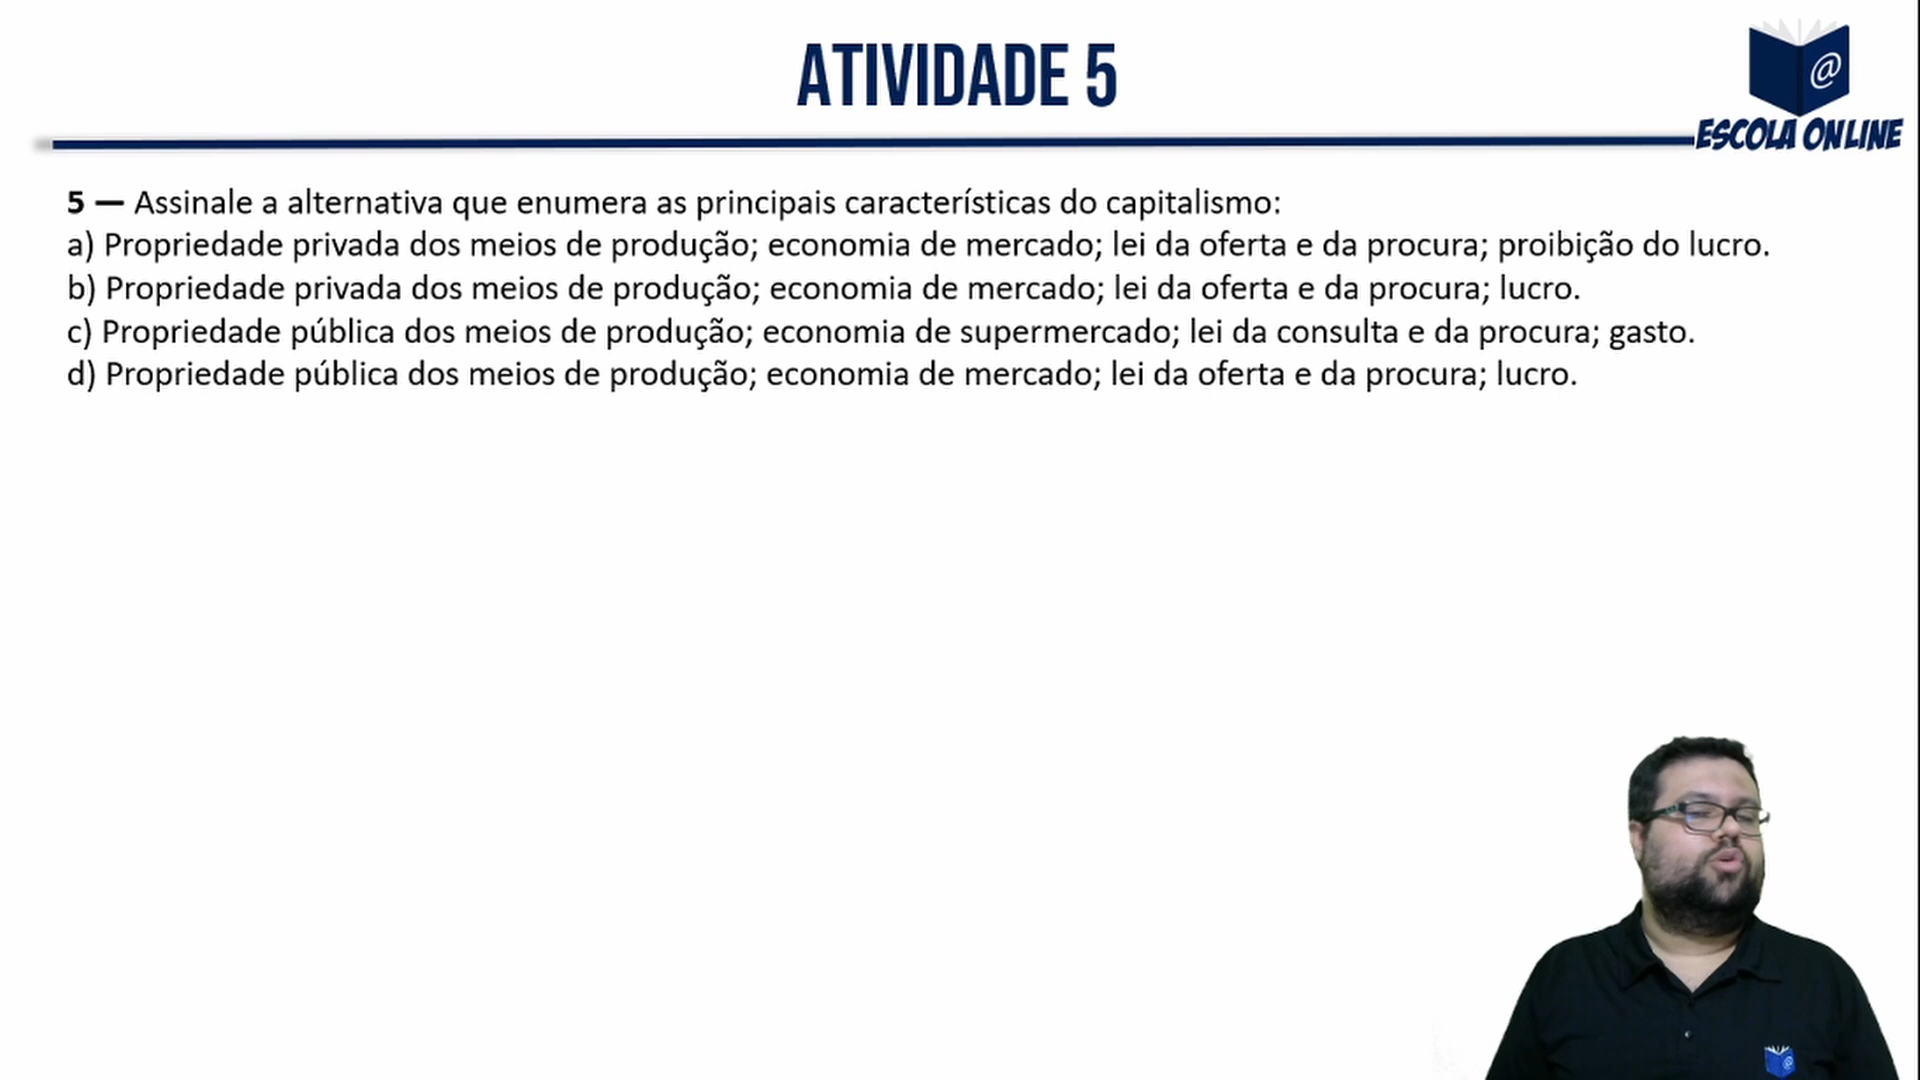 ATIVIDADE 5
@
ESCOLA ONLINE
5 — Assinale a alternativa que enumera as principais características do capitalismo:
a) Propriedade privada dos meios de produção; economia de mercado; lei da oferta e da procura; proibição do lucro.
b) Propriedade privada dos meios de produção; economia de mercado; lei da oferta e da procura; lucro.
c) Propriedade pública dos meios de produção; economia de supermercado; lei da consulta e da procura; gasto.
d) Propriedade pública dos meios de produção; economia de mercado; lei da oferta e da procura; lucro.